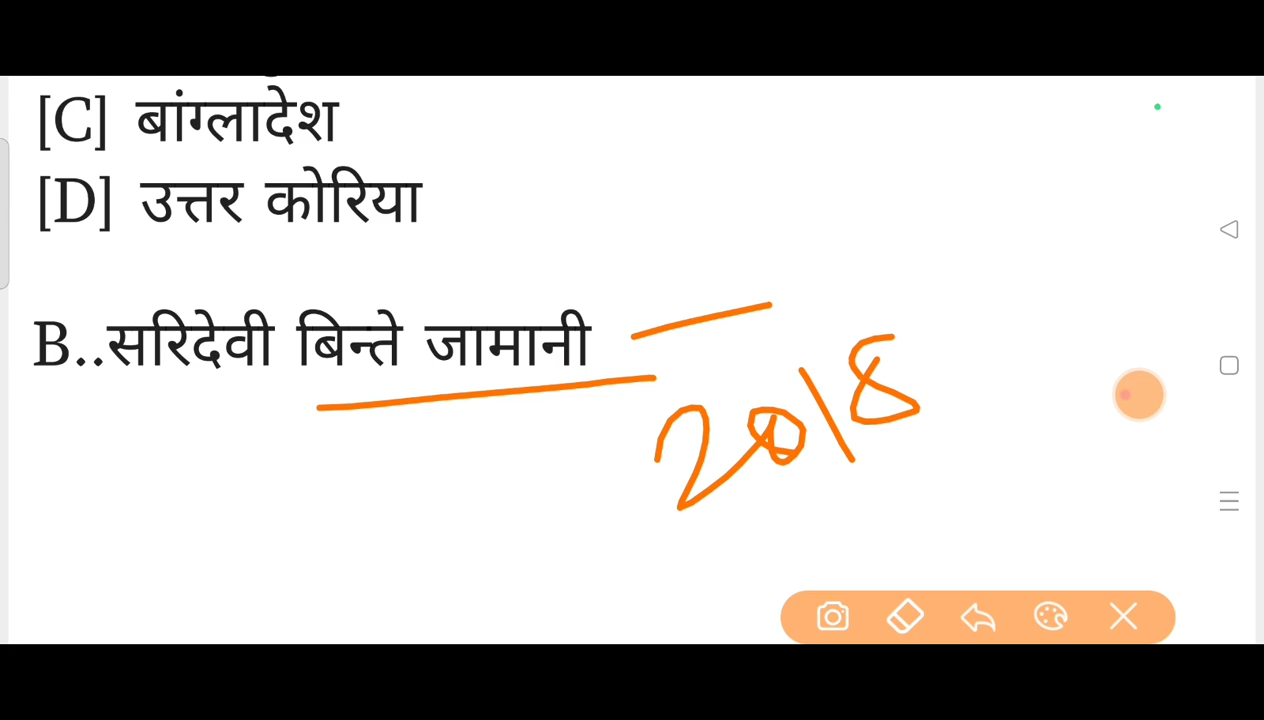 [C] बांग्लादेश
[D] उत्तर कोरिया
B..सरिदेवी बिन्ते जामानी
2018